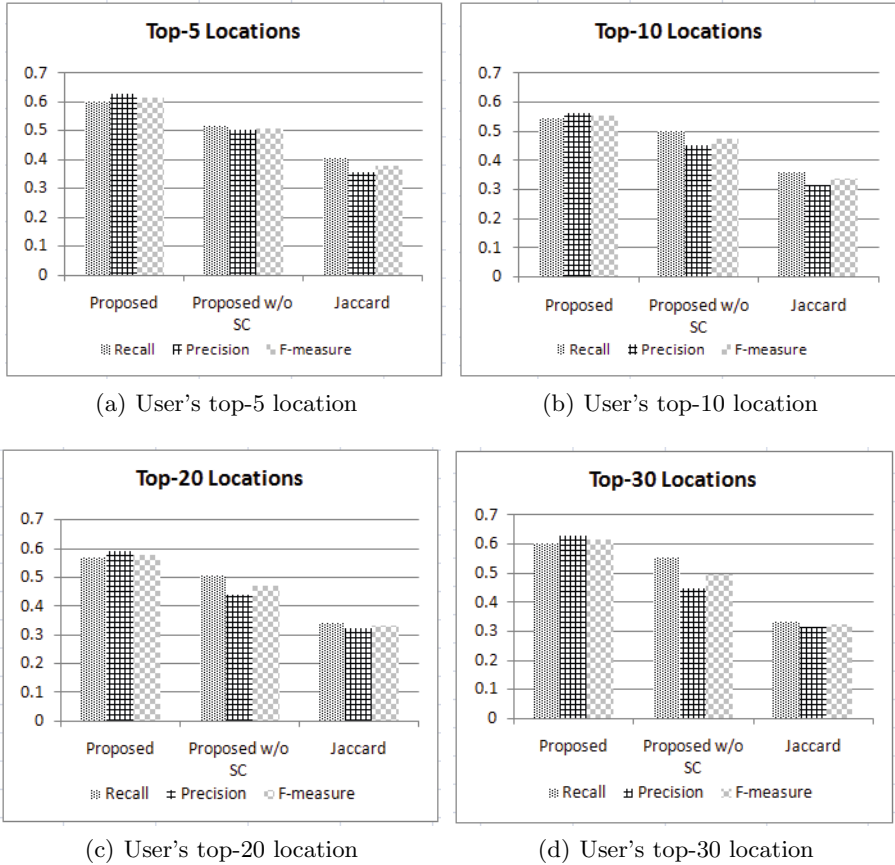 Top-5 Locations
0.7
0.6
0.5
0.4
0.3
0.2
0.1
0
Proposed
Proposed w/o SC
Jaccard
Recall Precision F-measure
(a) User's top-5 location
Top-10 Locations
0.7
0.6
0.5
0.4
0.3
0.2
0.1
0
Proposed
Proposed w/o SC
Jaccard
Recall Precision F-measure
(b) User's top-10 location
Top-20 Locations
0.7
0.6
0.5
0.4
0.3
0.2
0.1
0
Proposed
Proposed w/o SC
Jaccard
Recall Precision F-measure
(c) User's top-20 location
Top-30 Locations
0.7
0.6
0.5
0.4
0.3
0.2
0.1
0
Proposed
Proposed w/o SC
Jaccard
Recall Precision F-measure
(d) User's top-30 location